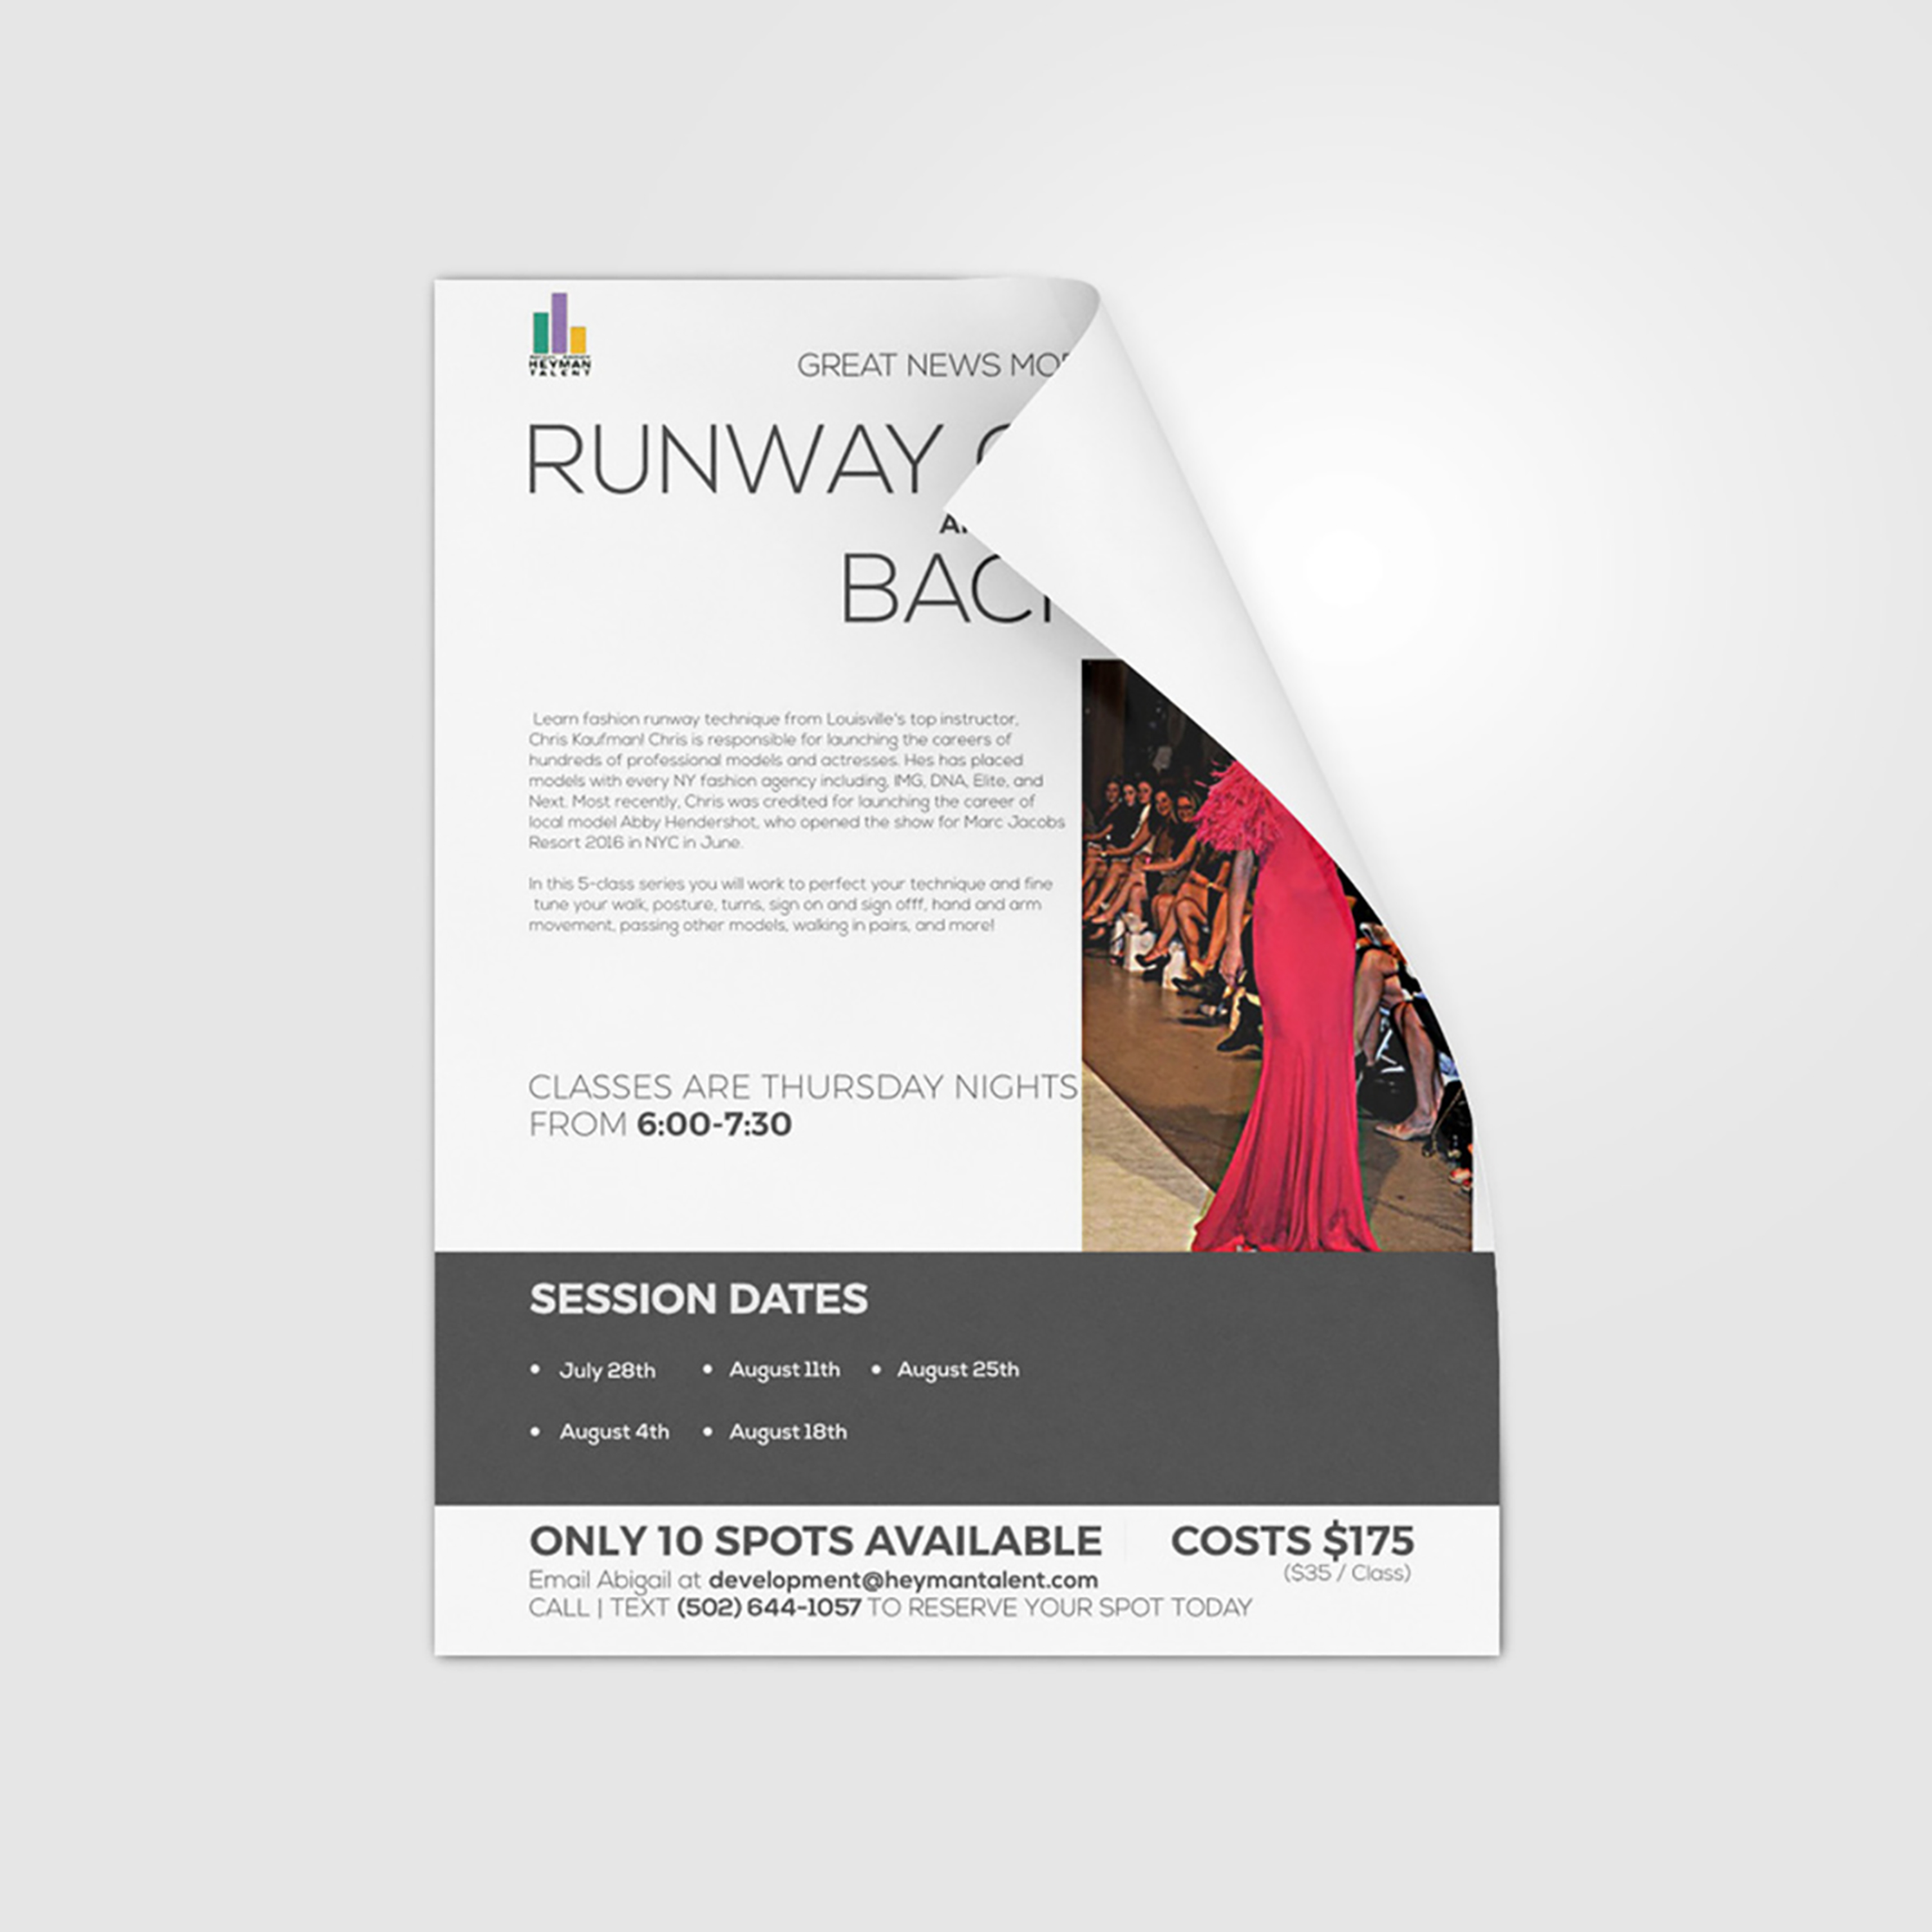 HEYMAN
TALENT
GREAT NEWS
RUNWAY
Learn fashion runway technique from Louisville's top instructor,
Chris Kaufman! Chris is responsible for launching the careers of
hundreds of professional models and actresses. Hes has placed
models with every NY fashion agency including, IMG, DNA, Elite, and
Next. Most recently, Chris was credited for launching the career of
local model Abby Hendershot, who opened the show for Marc Jacobs
Resort 2016 in NYC in June.
In this 5-class series you will work to perfect your technique and fine
tune your walk, posture, turns, sign on and sign offf, hand and arm
movement, passing other models, walking in pairs, and more!
CLASSES ARE THURSDAY NIGHTS
FROM 6:00-7:30
SESSION DATES
• July 28th • August 11th • August 25th
• August 4th • August 18th
ONLY 10 SPOTS AVAILABLE COSTS $175
($35 / Class)
Email Abigail at development@heymantalent.com
CALL | TEXT (502) 644-1057 TO RESERVE YOUR SPOT TODAY